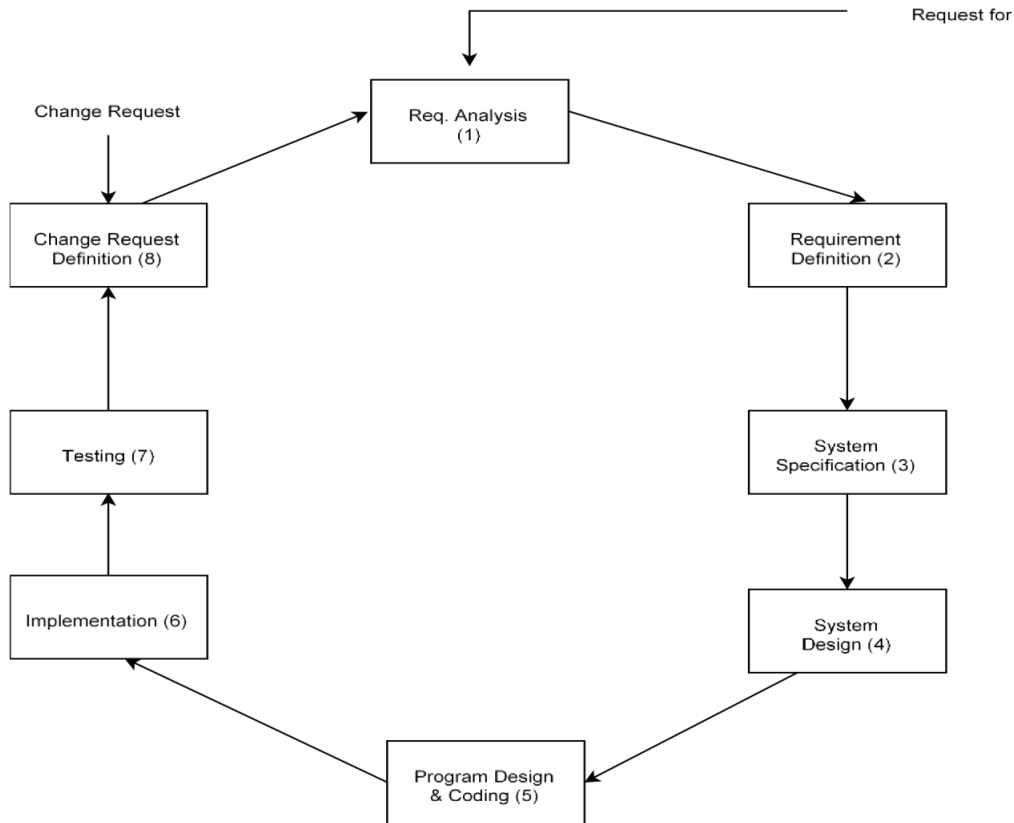 Request for
Req. Analysis
(1)
Change Request
Change Request
Definition (8)
Requirement
Definition (2)
Testing (7)
System
Specification (3)
Implementation (6)
System
Design (4)
Program Design
& Coding (5)